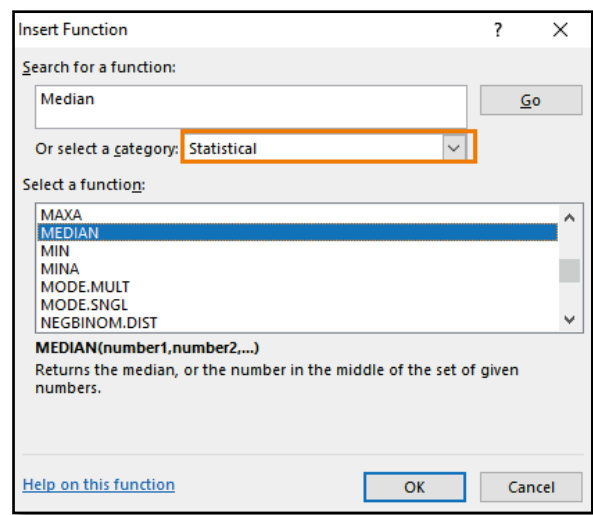 Insert Function ? ×
Search for a function:
Median
Go
Or select a category: Statistical
Select a function:
MAXA
MEDIAN
MIN
MINA
MODE.MULT
MODE.SNGL
NEGBINOM.DIST
MEDIAN(number1,number2,...)
Returns the median, or the number in the middle of the set of given
numbers.
Help on this function
OK
Cancel